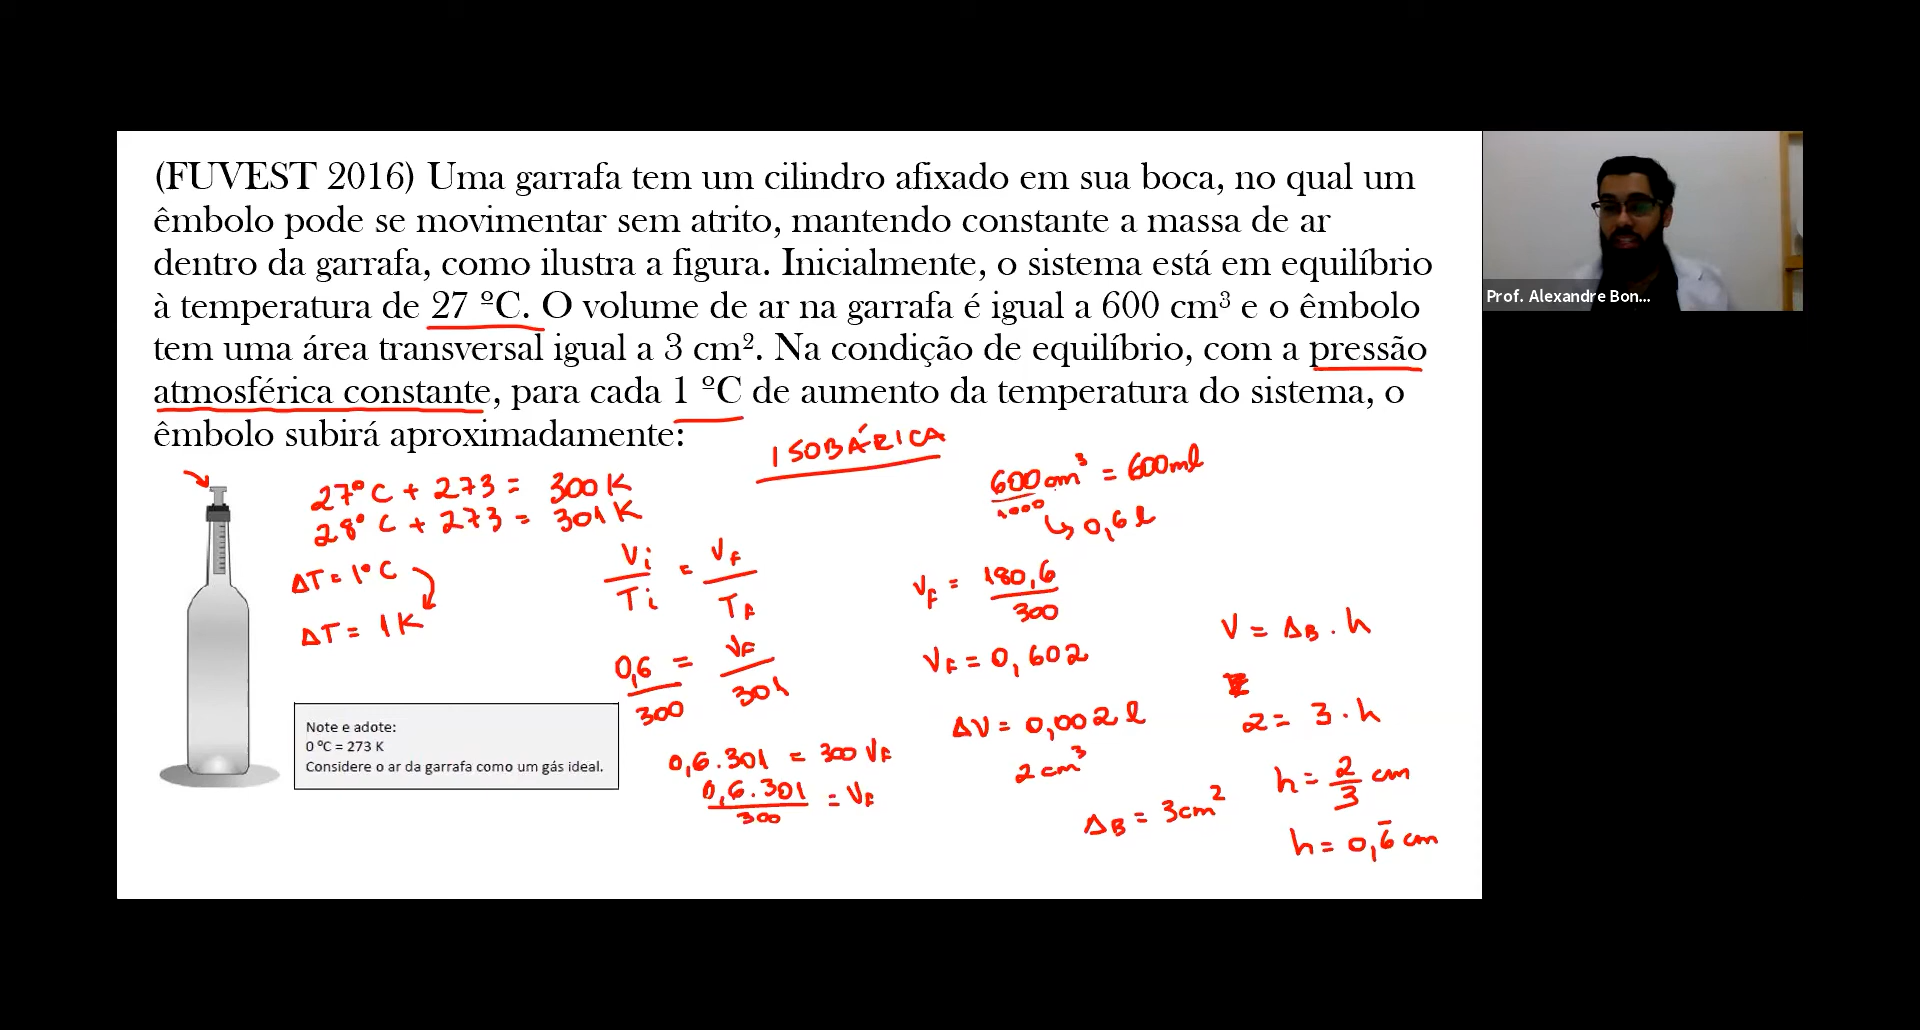 (FUVEST 2016) Uma garrafa tem um cilindro afixado em sua boca, no qual um
êmbolo pode se movimentar sem atrito, mantendo constante a massa de ar
dentro da garrafa, como ilustra a figura. Inicialmente, o sistema está em equilíbrio
à temperatura de 27 ºC. O volume de ar na garrafa é igual a 600 cm³ e o êmbolo
tem uma área transversal igual a 3 cm². Na condição de equilíbrio, com a pressão
atmosférica constante, para cada 1 ºC de aumento da temperatura do sistema, o
êmbolo subirá aproximadamente:
Prof. Alexandre Bon...
ISOBÁRICA
27° C + 273 = 300 K
28° C + 273 = 301 K
ΔT = 1° C
ΔT = 1 K
Vi/Ti = VF/TF
0,6/300 = VF/301
0,6.301 = 300 VF
0,6.301/300 = VF
600/1000 cm³ = 600 ml
↳ 0,6 l
VF = 180,6/300
VF = 0,602
ΔV = 0,002 l
2 cm³
AB = 3 cm²
V = AB . h
2 = 3 . h
h = 2/3 cm
h = 0,6̄ cm
Note e adote:
0 ºC = 273 K
Considere o ar da garrafa como um gás ideal.